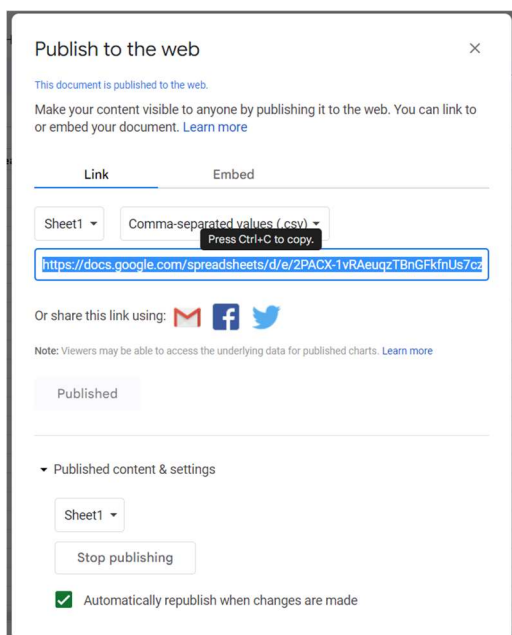 Publish to the web
This document is published to the web.
Make your content visible to anyone by publishing it to the web. You can link to
or embed your document. Learn more
Link Embed
Sheet1 Comma-separated values (.csv)
Press Ctrl+C to copy.
https://docs.google.com/spreadsheets/d/e/2PACX-1vRAeuqzTBnGFkfnUs7cz
Or share this link using:
Note: Viewers may be able to access the underlying data for published charts. Learn more
Published
Published content & settings
Sheet1
Stop publishing
Automatically republish when changes are made